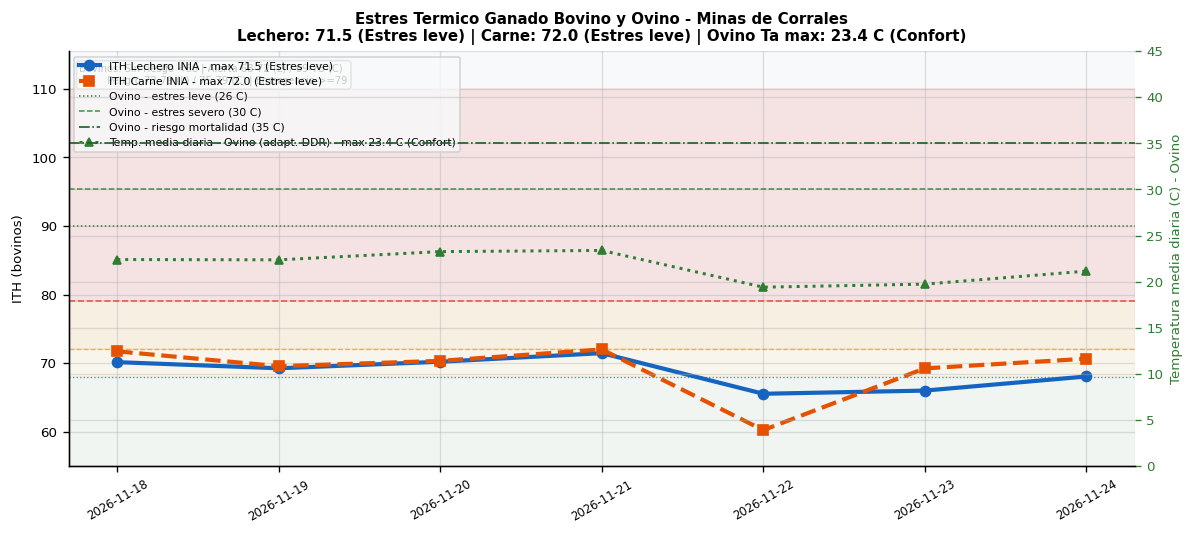 Estres Termico Ganado Bovino y Ovino - Minas de Corrales
Lechero: 71.5 (Estres leve) | Carne: 72.0 (Estres leve) | Ovino Ta max: 23.4 C (Confort)
ITH Lechero INIA - max 71.5 (Estres leve)
ITH Carne INIA - max 72.0 (Estres leve)
Ovino - estres leve (26 C)
Ovino - estres severo (30 C)
Ovino - riesgo mortalidad (35 C)
Temp. media diaria - Ovino (adapt. DDR) - max 23.4 C (Confort)
ITH (bovinos)
110
100
90
80
70
60
Temperatura media diaria (C) - Ovino
45
40
35
30
25
20
15
10
5
0
2026-11-18
2026-11-19
2026-11-20
2026-11-21
2026-11-22
2026-11-23
2026-11-24